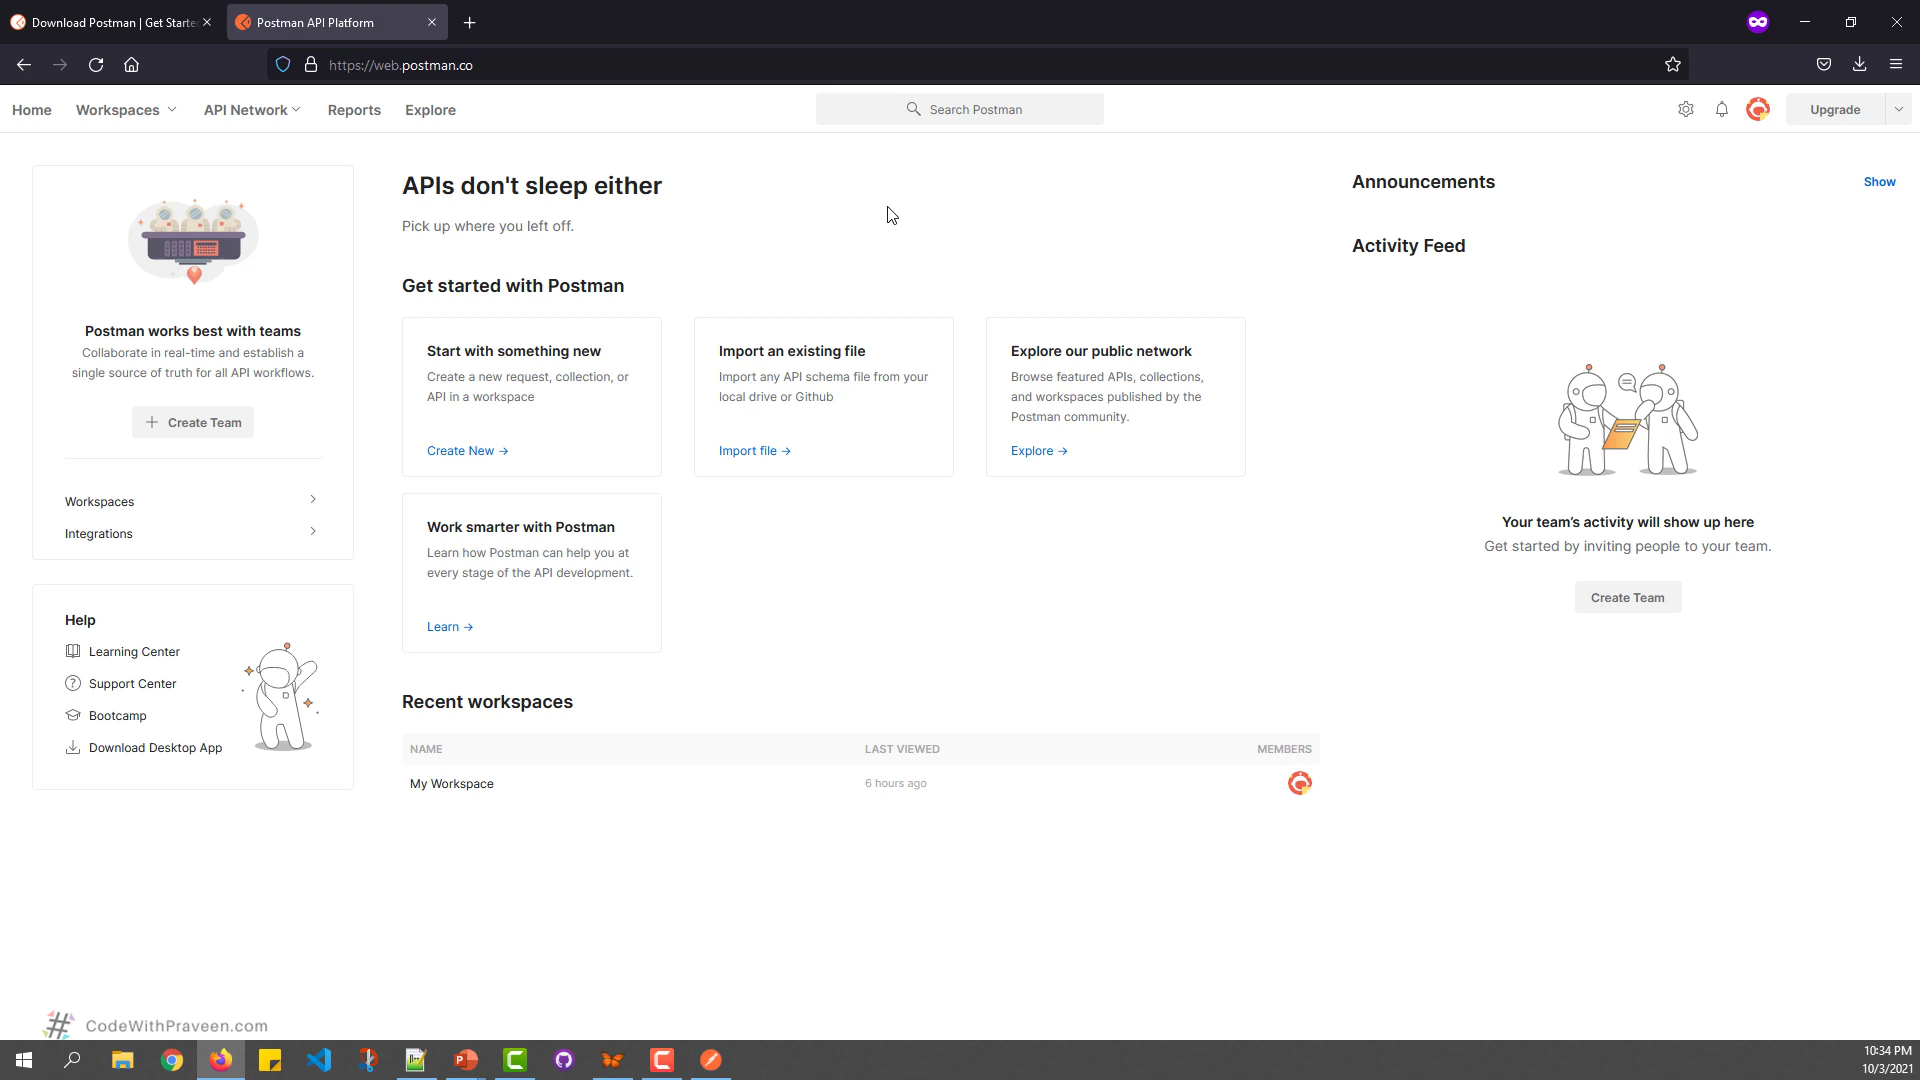 Download Postman | Get Starte
Postman API Platform
https://web.postman.co
Home
Workspaces
API Network
Reports
Explore
Search Postman
Upgrade
Postman works best with teams
Collaborate in real-time and establish a
single source of truth for all API workflows.
Create Team
Workspaces
Integrations
Help
Learning Center
Support Center
Bootcamp
Download Desktop App
APIs don't sleep either
Pick up where you left off.
Get started with Postman
Start with something new
Create a new request, collection, or
API in a workspace
Create New →
Import an existing file
Import any API schema file from your
local drive or Github
Import file →
Explore our public network
Browse featured APIs, collections,
and workspaces published by the
Postman community.
Explore →
Work smarter with Postman
Learn how Postman can help you at
every stage of the API development.
Learn →
Recent workspaces
NAME LAST VIEWED MEMBERS
My Workspace 6 hours ago
Announcements
Show
Activity Feed
Your team’s activity will show up here
Get started by inviting people to your team.
Create Team
# CodeWithPraveen.com
10:34 PM
10/3/2021